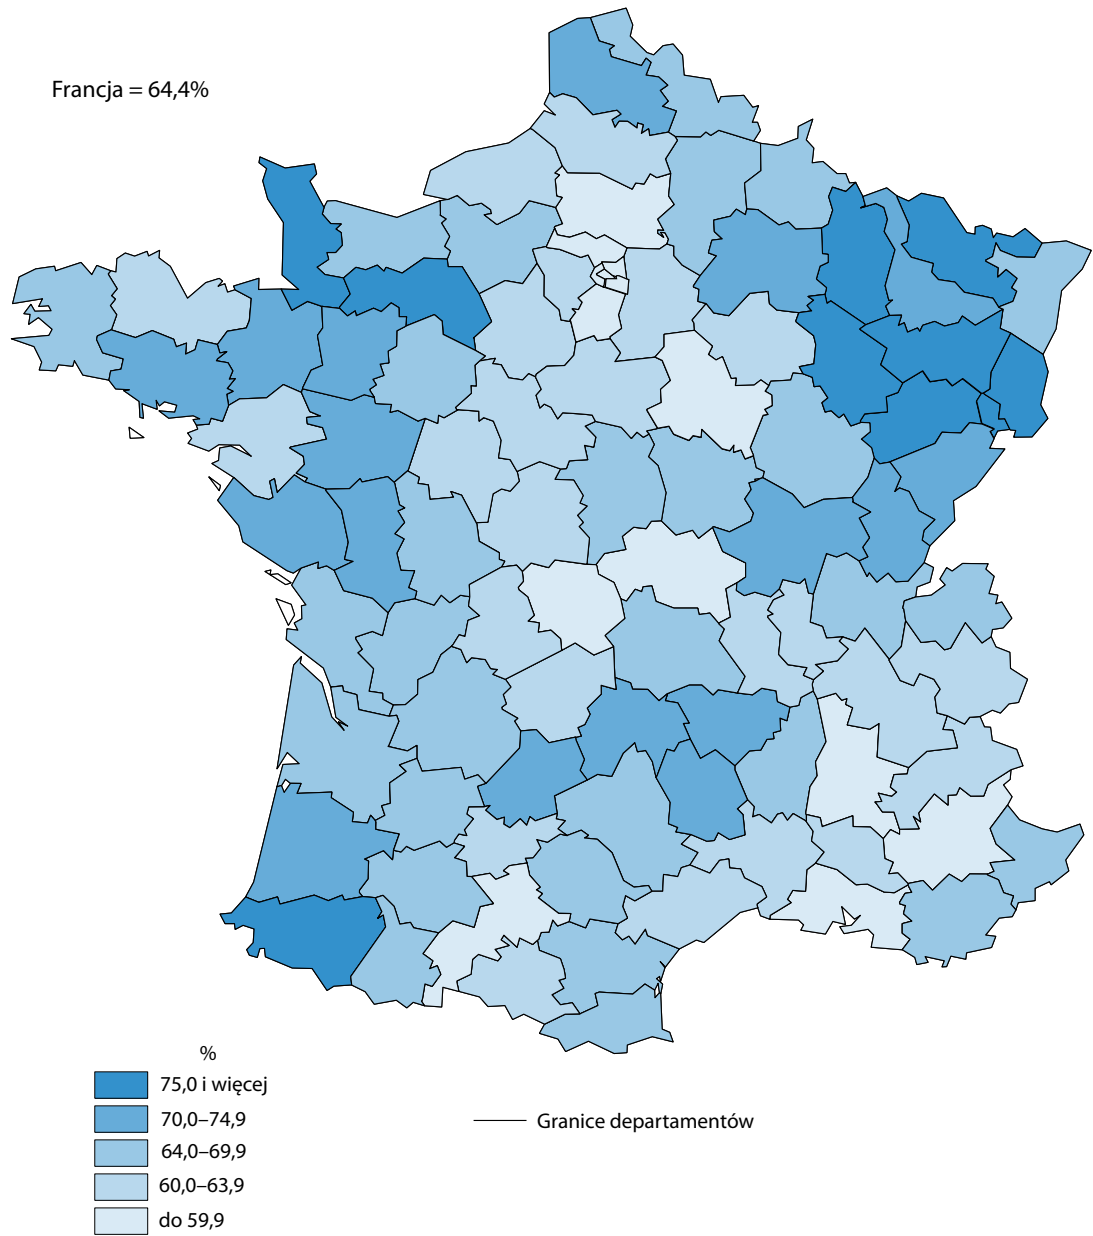 Francja = 64,4%
%
75,0 i więcej
70,0–74,9
64,0–69,9
60,0–63,9
do 59,9
Granice departamentów